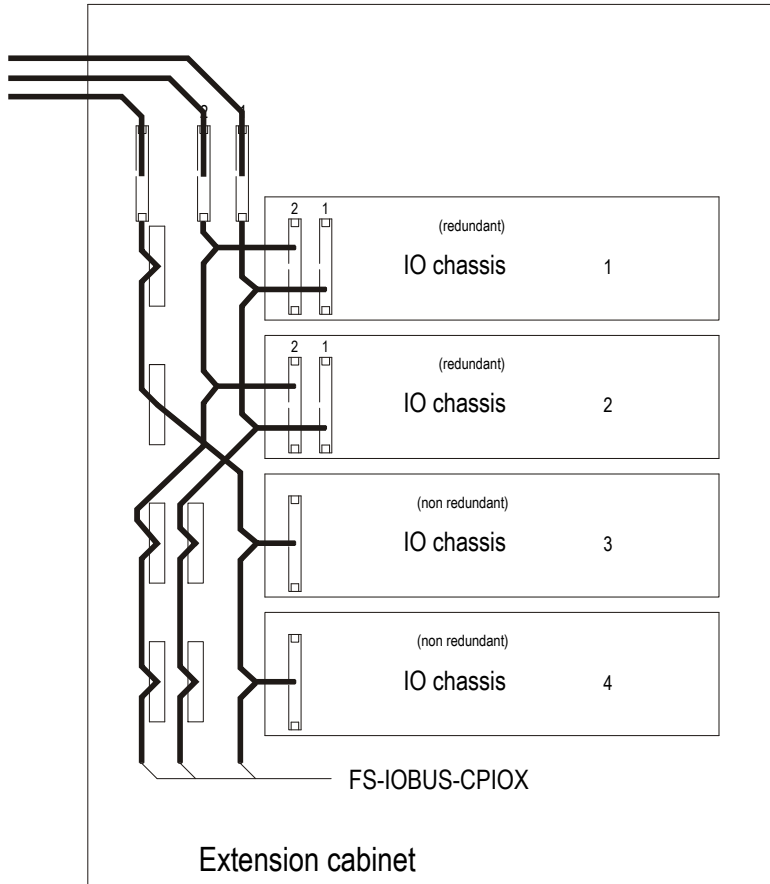 2 1
2 1
(redundant)
IO chassis 1
2 1
(redundant)
IO chassis 2
(non redundant)
IO chassis 3
(non redundant)
IO chassis 4
FS-IOBUS-CPIOX
Extension cabinet